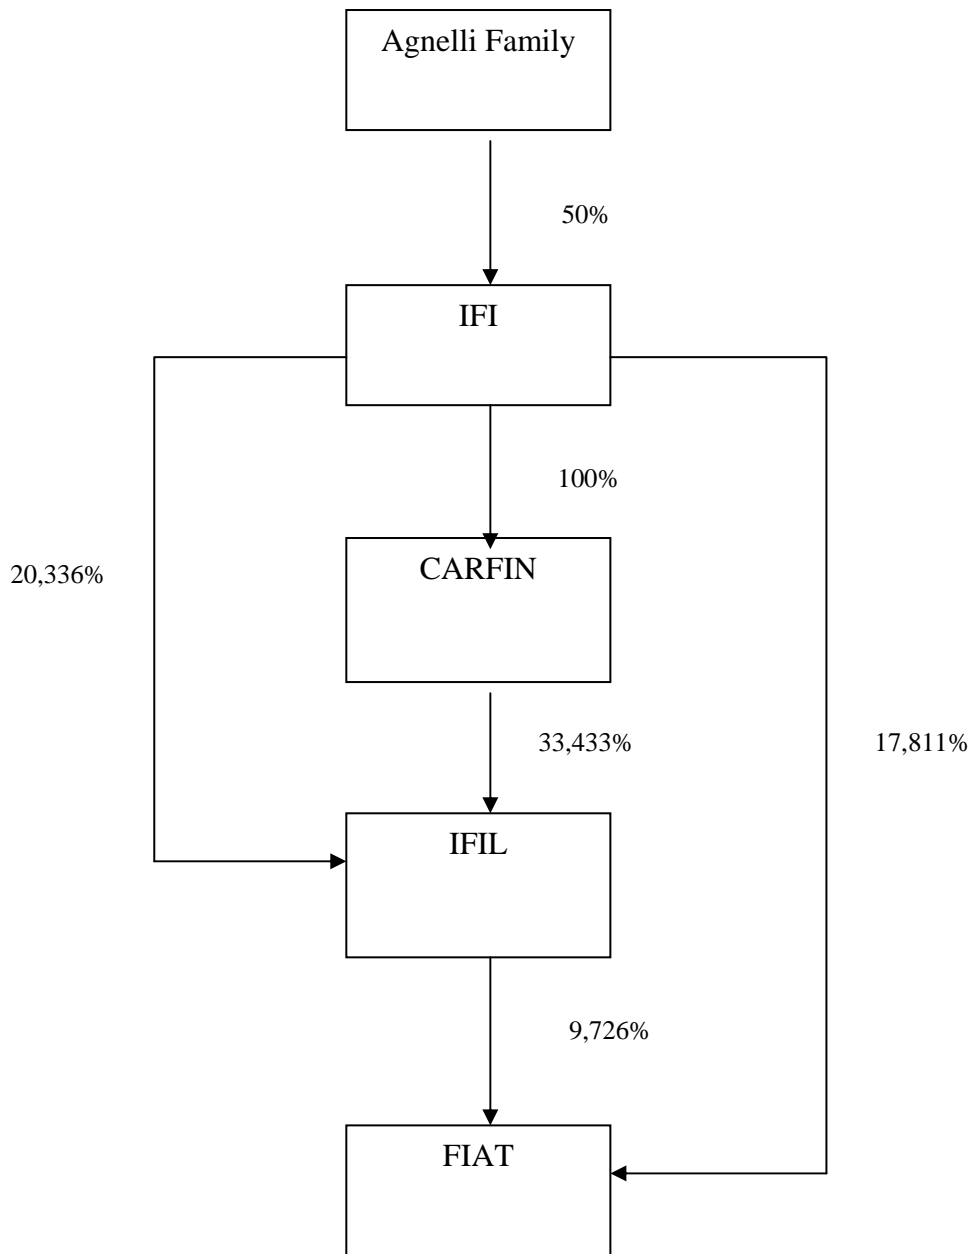 Agnelli Family
50%
IFI
100%
CARFIN
20,336%
33,433%
17,811%
IFIL
9,726%
FIAT